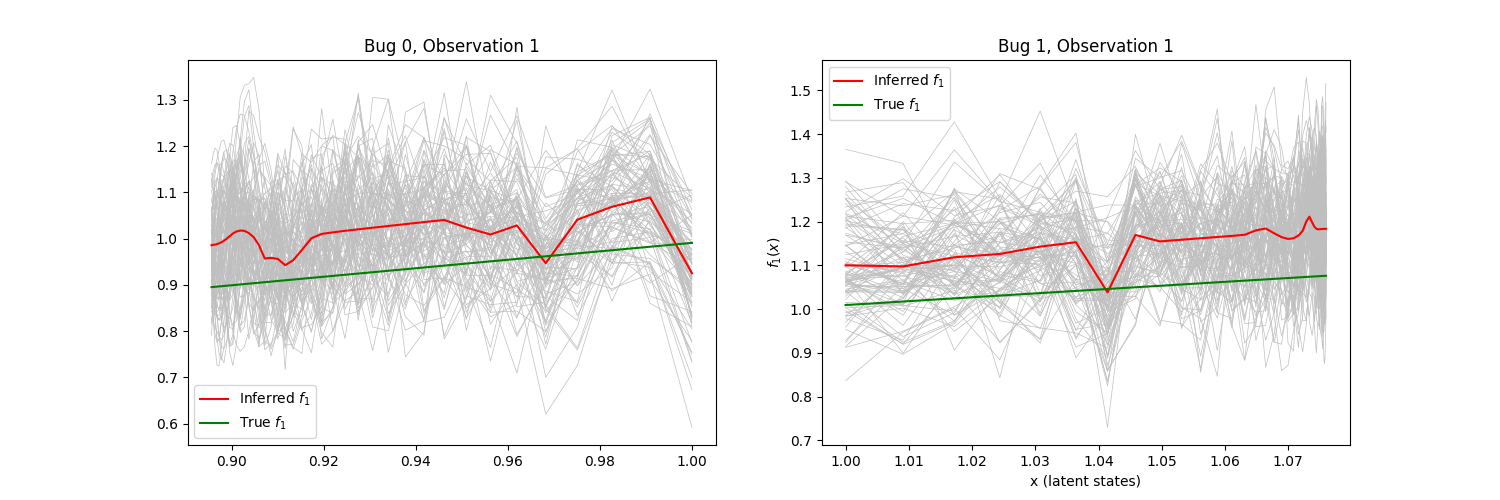 Bug 0, Observation 1
1.3
1.2
1.1
1.0
0.9
0.8
0.7
0.6
Inferred f₁
True f₁
0.90 0.92 0.94 0.96 0.98 1.00
Bug 1, Observation 1
Inferred f₁
True f₁
f₁(x)
1.5
1.4
1.3
1.2
1.1
1.0
0.9
0.8
0.7
1.00 1.01 1.02 1.03 1.04 1.05 1.06 1.07
x (latent states)